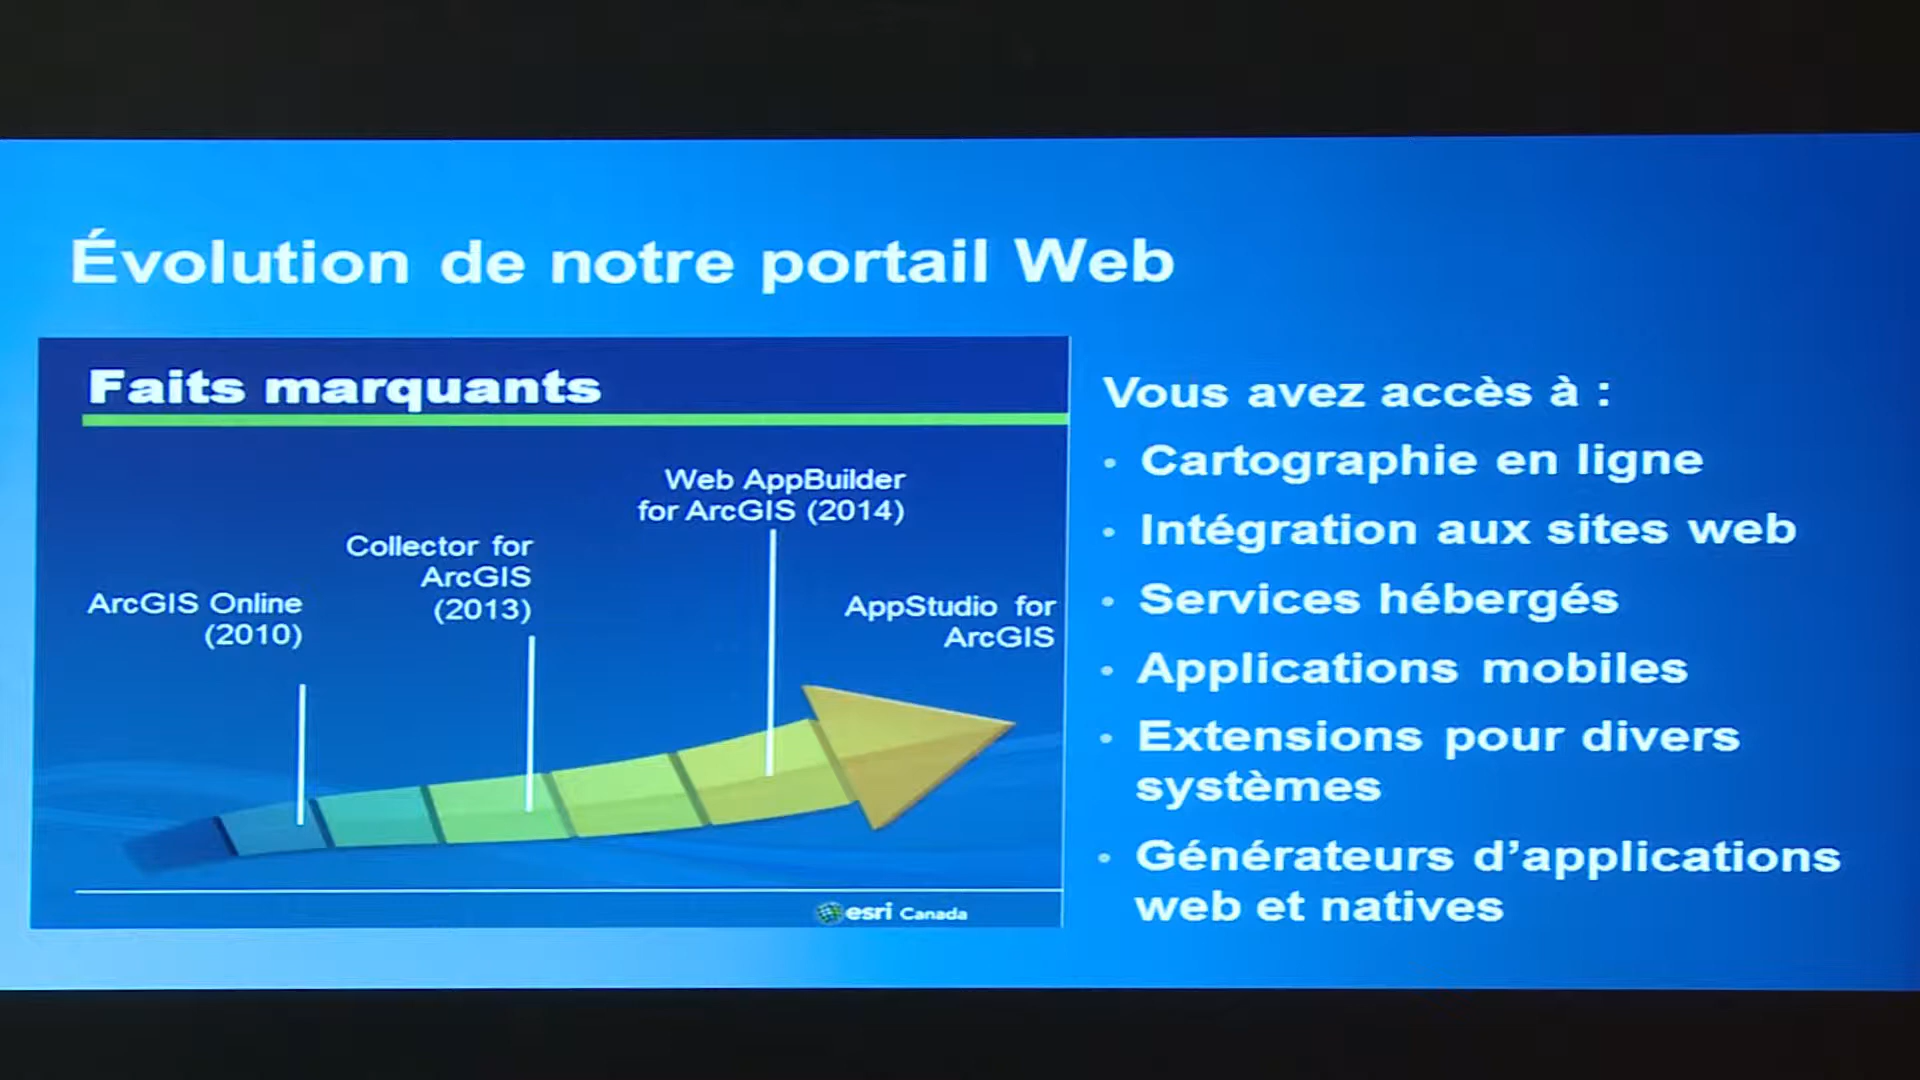 Évolution de notre portail Web
Faits marquants
ArcGIS Online
(2010)
Collector for
ArcGIS
(2013)
Web AppBuilder
for ArcGIS (2014)
AppStudio for
ArcGIS
esri Canada
Vous avez accès à :
• Cartographie en ligne
• Intégration aux sites web
• Services hébergés
• Applications mobiles
• Extensions pour divers
systèmes
• Générateurs d’applications
web et natives